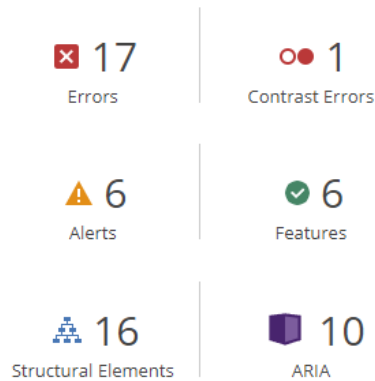 17 1
Errors Contrast Errors
6 6
Alerts Features
16 10
Structural Elements ARIA